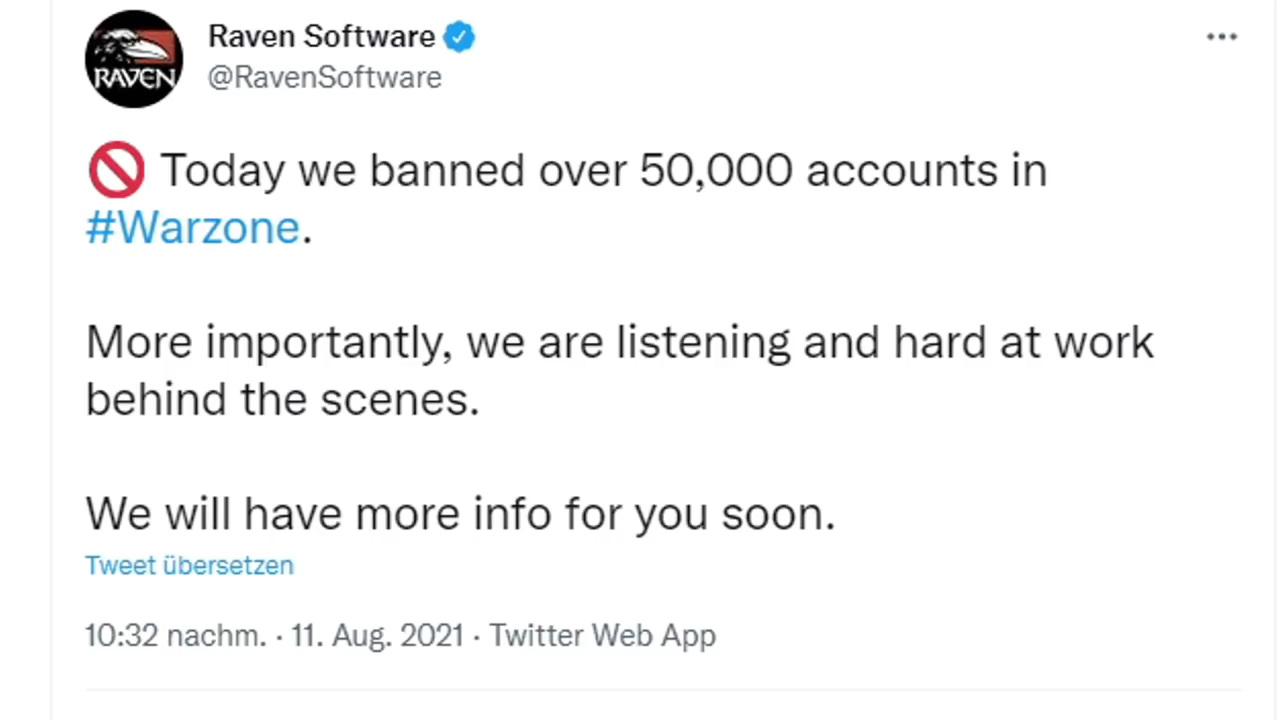 RAVEN
Raven Software
@RavenSoftware
🚫 Today we banned over 50,000 accounts in
#Warzone.
More importantly, we are listening and hard at work
behind the scenes.
We will have more info for you soon.
Tweet übersetzen
10:32 nachm. · 11. Aug. 2021 · Twitter Web App